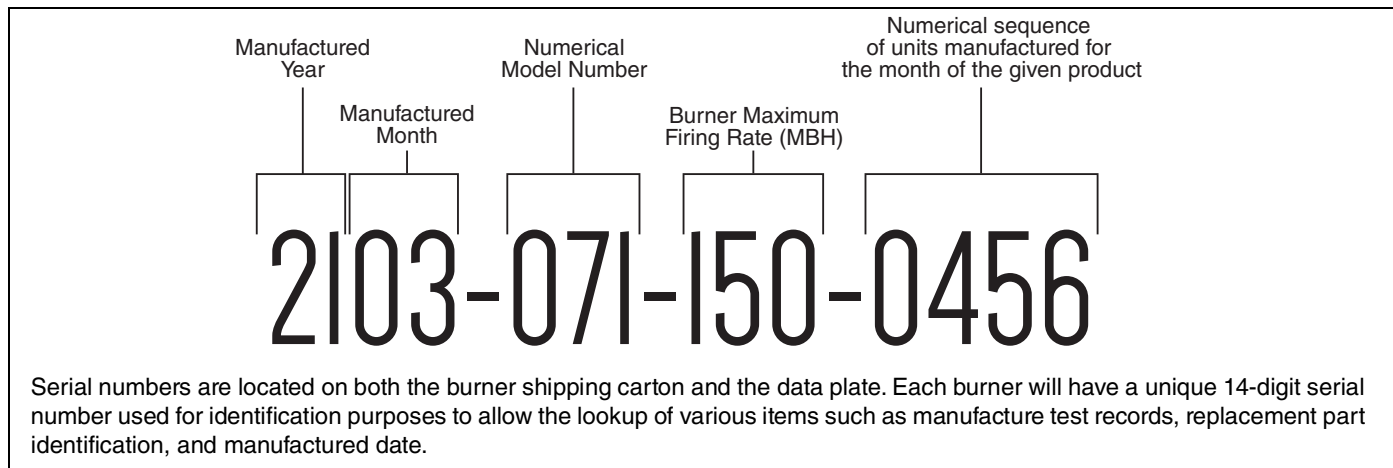 Manufactured
Year
Manufactured
Month
Numerical
Model Number
Burner Maximum
Firing Rate (MBH)
Numerical sequence
of units manufactured for
the month of the given product
2103-071-150-0456
Serial numbers are located on both the burner shipping carton and the data plate. Each burner will have a unique 14-digit serial
number used for identification purposes to allow the lookup of various items such as manufacture test records, replacement part
identification, and manufactured date.